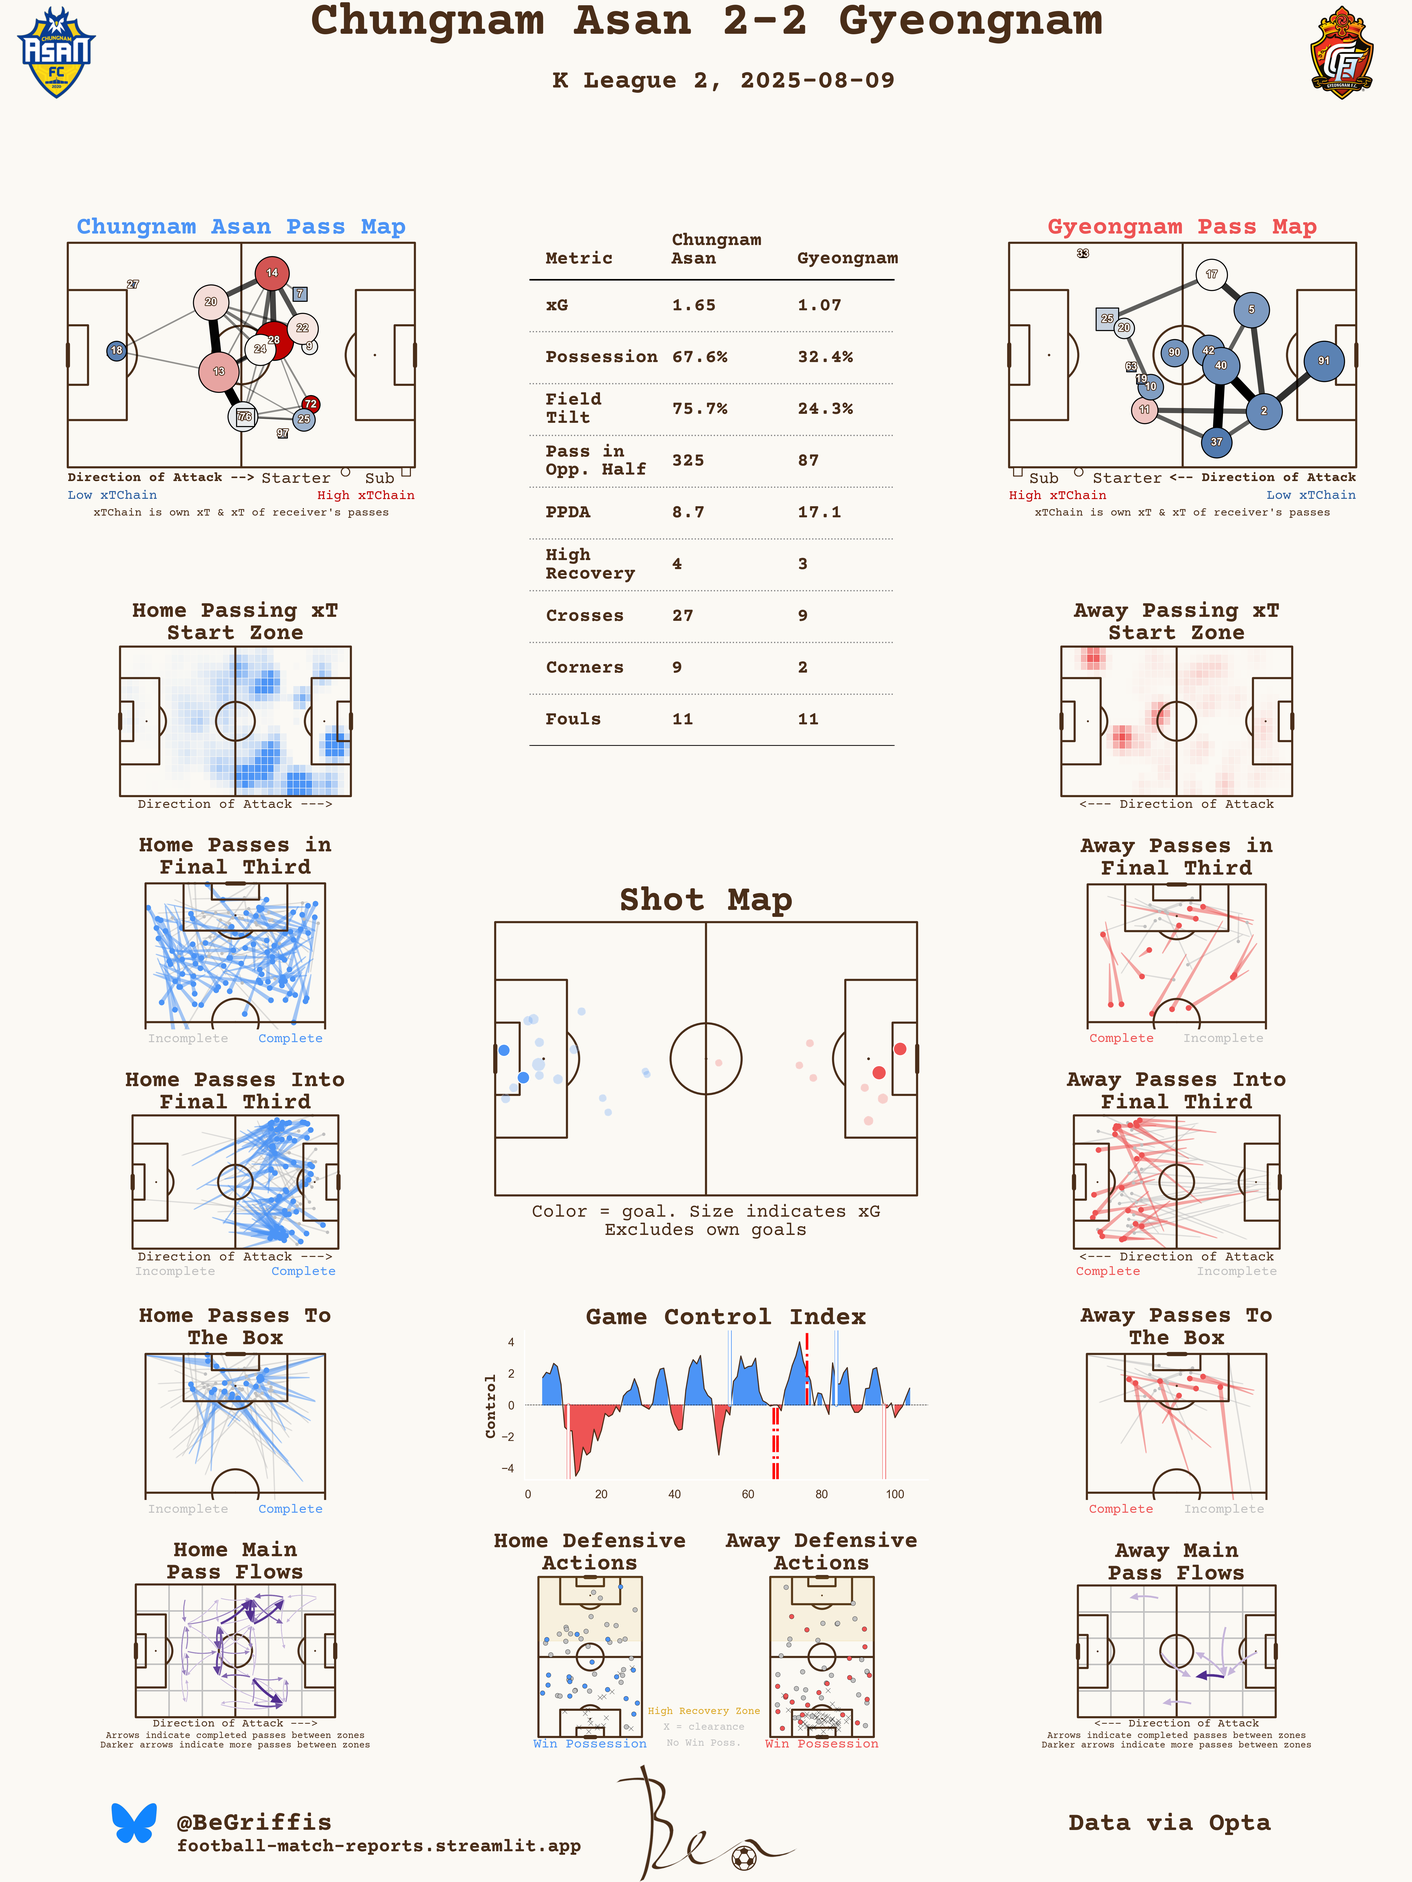 Chungnam Asan 2-2 Gyeongnam
K League 2, 2025-08-09
CHUNGNAM
ASAN
FC
2020
GYEONGNAM F.C.
Chungnam Asan Pass Map
27
14
7
20
22
28
9
24
18
13
72
76
25
97
Direction of Attack --> Starter Sub
Low xTChain High xTChain
xTChain is own xT & xT of receiver's passes
Metric Chungnam Asan Gyeongnam
xG 1.65 1.07
Possession 67.6% 32.4%
Field Tilt 75.7% 24.3%
Pass in Opp. Half 325 87
PPDA 8.7 17.1
High Recovery 4 3
Crosses 27 9
Corners 9 2
Fouls 11 11
Gyeongnam Pass Map
33
17
25
20
5
90
42
63
40
91
19
10
11
2
37
Sub Starter <-- Direction of Attack
High xTChain Low xTChain
xTChain is own xT & xT of receiver's passes
Home Passing xT
Start Zone
Direction of Attack --->
Away Passing xT
Start Zone
<--- Direction of Attack
Home Passes in
Final Third
Incomplete Complete
Away Passes in
Final Third
Complete Incomplete
Shot Map
Color = goal. Size indicates xG
Excludes own goals
Home Passes Into
Final Third
Direction of Attack --->
Incomplete Complete
Away Passes Into
Final Third
<--- Direction of Attack
Complete Incomplete
Home Passes To
The Box
Incomplete Complete
Game Control Index
Control
4
2
0
−2
−4
0 20 40 60 80 100
Away Passes To
The Box
Complete Incomplete
Home Main
Pass Flows
Direction of Attack --->
Arrows indicate completed passes between zones
Darker arrows indicate more passes between zones
Home Defensive
Actions
Win Possession
High Recovery Zone
X = clearance
No Win Poss.
Away Defensive
Actions
Win Possession
Away Main
Pass Flows
<--- Direction of Attack
Arrows indicate completed passes between zones
Darker arrows indicate more passes between zones
@BeGriffis
football-match-reports.streamlit.app
Ben
Data via Opta